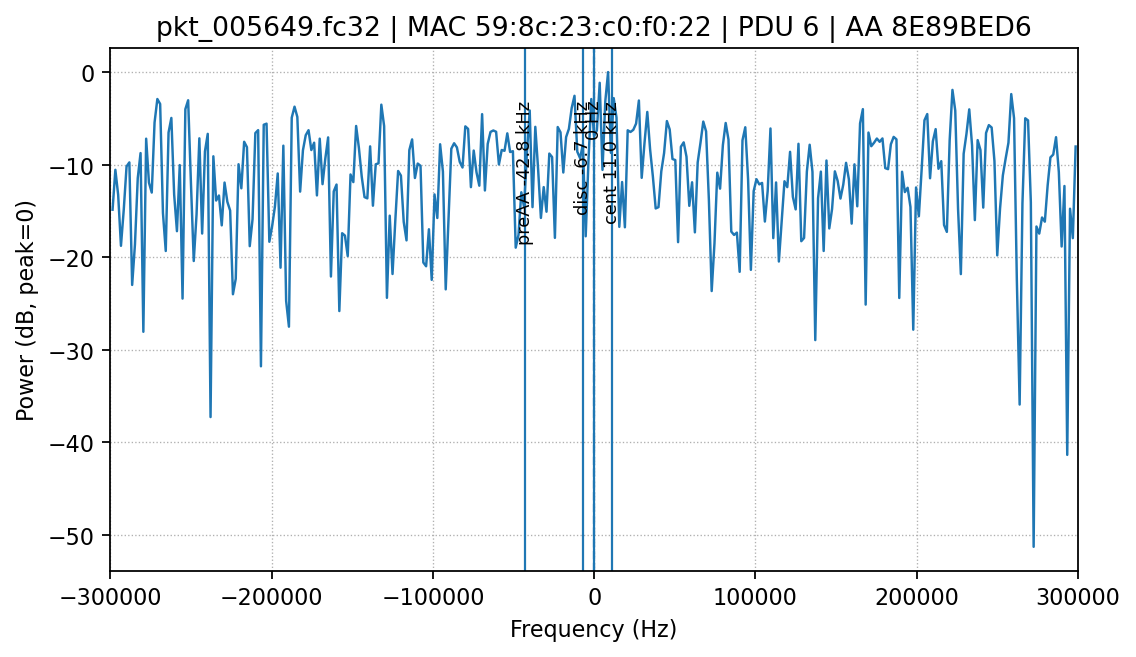 pkt_005649.fc32 | MAC 59:8c:23:c0:f0:22 | PDU 6 | AA 8E89BED6
Power (dB, peak=0)
0
−10
−20
−30
−40
−50
preAA -42.8 kHz
disc -6.7 kHz
0 Hz
cent 11.0 kHz
−300000
−200000
−100000
0
100000
200000
300000
Frequency (Hz)